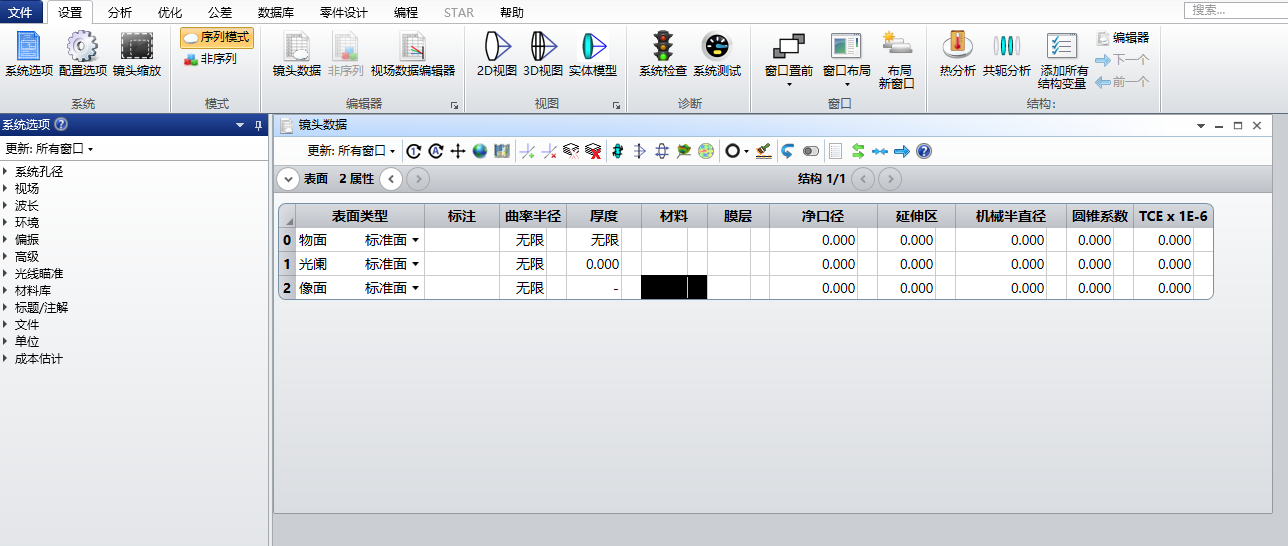 文件 设置 分析 优化 公差 数据库 零件设计 编程 STAR 帮助 搜索...
系统选项 配置选项 镜头缩放
系统
序列模式
非序列
模式
镜头数据 非序列 视场数据编辑器
编辑器
2D视图 3D视图 实体模型
视图
系统检查 系统测试
诊断
窗口置前 窗口布局 布局
新窗口
窗口
热分析 共轭分析 添加所有
结构变量
编辑器
下一个
前一个
结构:
系统选项
更新: 所有窗口
系统孔径
视场
波长
环境
偏振
高级
光线瞄准
材料库
标题/注解
文件
单位
成本估计
镜头数据
更新: 所有窗口
表面 2 属性 结构 1/1
表面类型 标注 曲率半径 厚度 材料 膜层 净口径 延伸区 机械半直径 圆锥系数 TCE x 1E-6
0 物面 标准面 无限 无限 0.000 0.000 0.000 0.000 0.000
1 光阑 标准面 无限 0.000 0.000 0.000 0.000 0.000 0.000
2 像面 标准面 无限 - 0.000 0.000 0.000 0.000 0.000